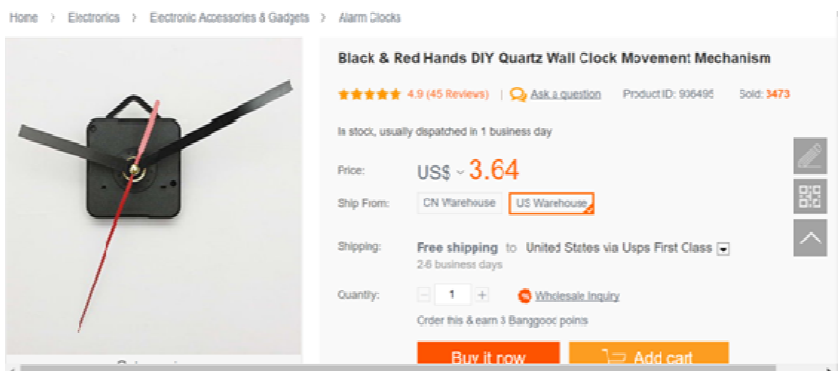 Home > Electronics > Electronic Accessories & Gadgets > Alarm Clocks
Black & Red Hands DIY Quartz Wall Clock Movement Mechanism
4.9 (45 Reviews) | Ask a question Product ID: 936495 Sold: 3473
In stock, usually dispatched in 1 business day
Price: US$ 3.64
Ship From: CN Warehouse US Warehouse
Shipping: Free shipping to United States via Usps First Class
2-6 business days
Quantity: - 1 + Wholesale Inquiry
Order this & earn 3 Banggood points
Buy it now Add cart